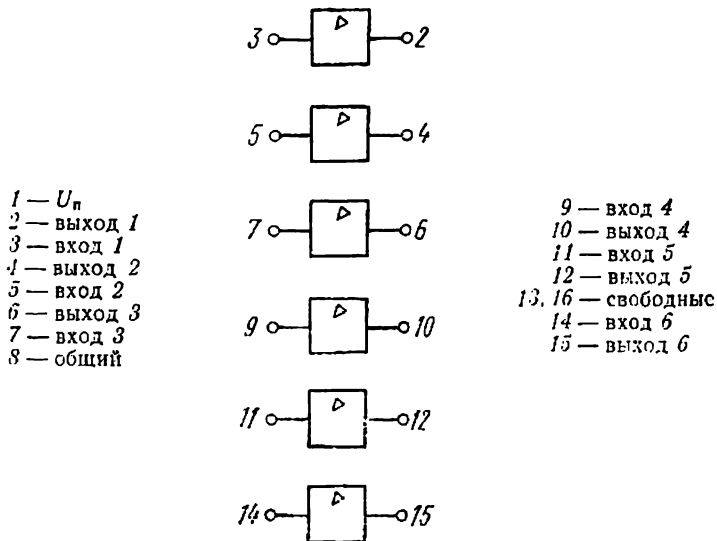 3 2
5 4
7 6
9 10
11 12
14 15
1 — Uп
2 — выход 1
3 — вход 1
4 — выход 2
5 — вход 2
6 — выход 3
7 — вход 3
8 — общий
9 — вход 4
10 — выход 4
11 — вход 5
12 — выход 5
13, 16 — свободные
14 — вход 6
15 — выход 6